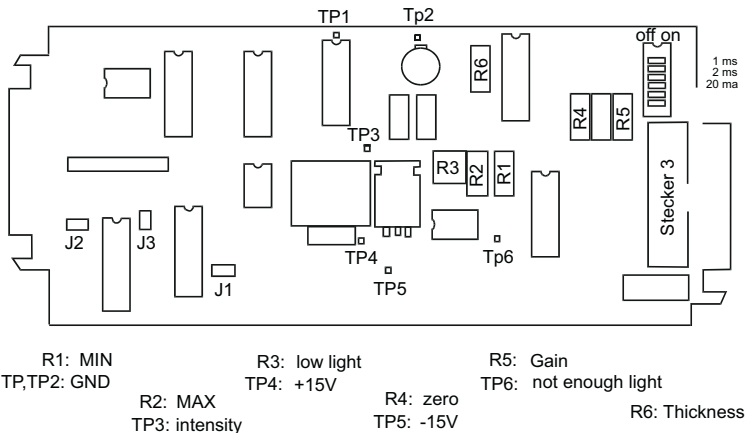 TP1
Tp2
off on
1 ms
2 ms
20 ma
R6
R4
R5
TP3
R3
R2
R1
Stecker 3
J2
J3
J1
TP4
TP5
Tp6
R1: MIN
TP,TP2: GND
R2: MAX
TP3: intensity
R3: low light
TP4: +15V
R4: zero
TP5: -15V
R5: Gain
TP6: not enough light
R6: Thickness